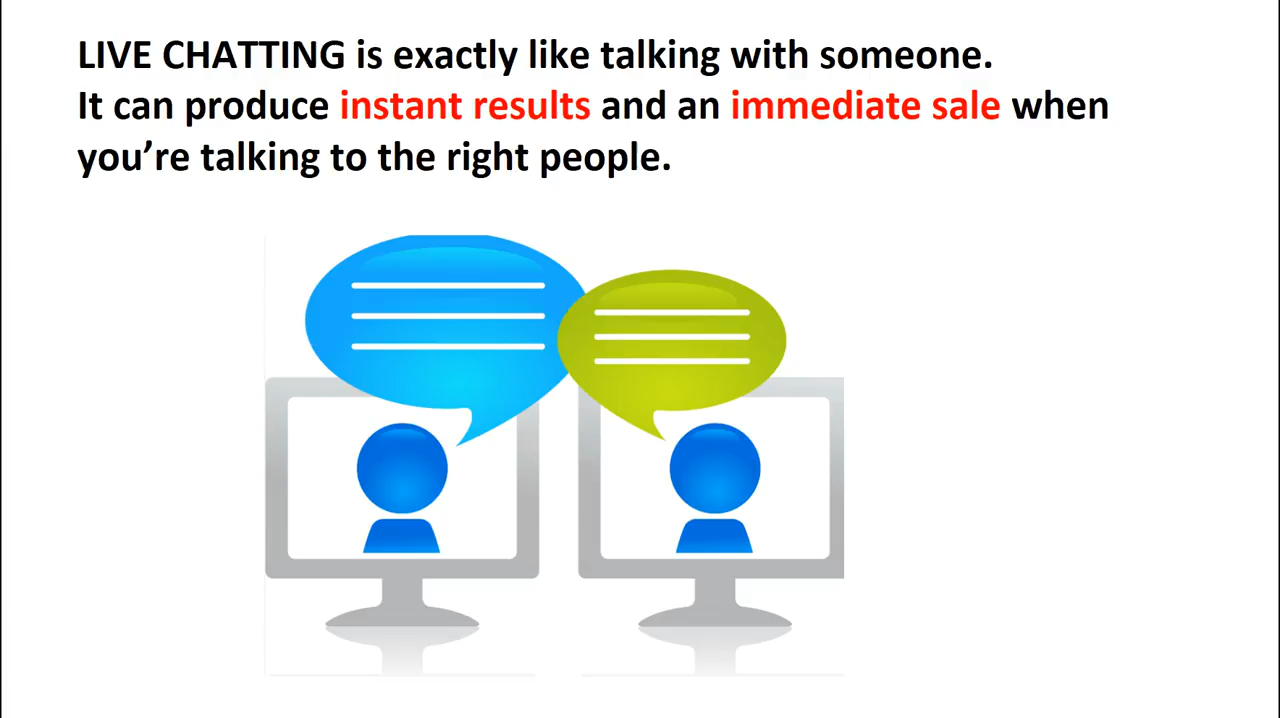 LIVE CHATTING is exactly like talking with someone.
It can produce instant results and an immediate sale when
you’re talking to the right people.